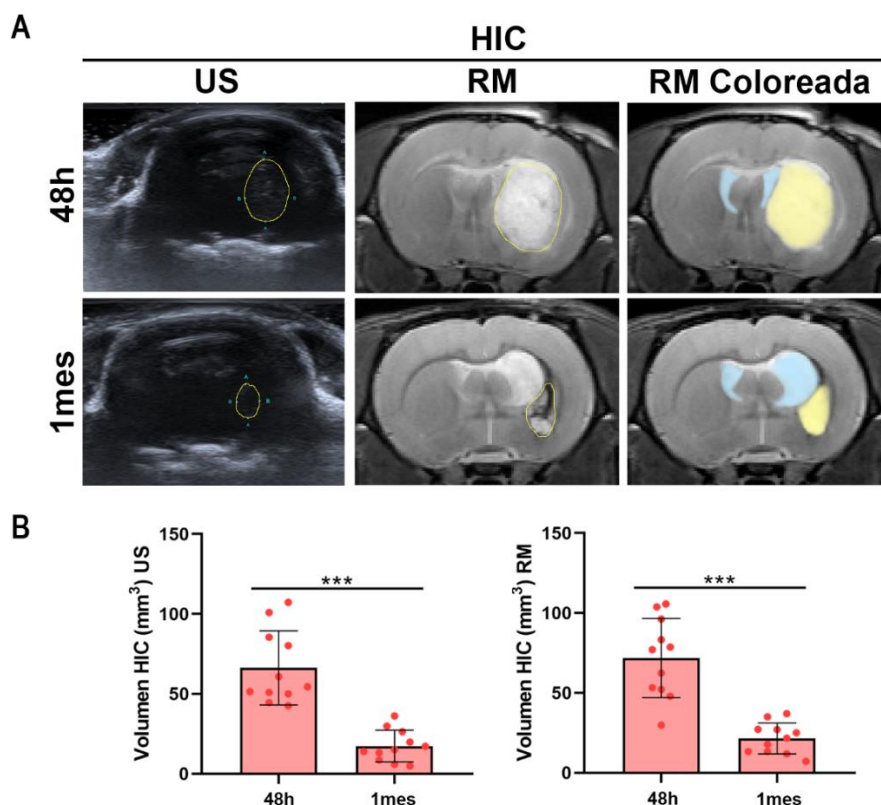 A
HIC
US RM RM Coloreada
48h
1mes
B
Volumen HIC (mm³) US
150
100
50
0
***
48h 1mes
Volumen HIC (mm³) RM
150
100
50
0
***
48h 1mes